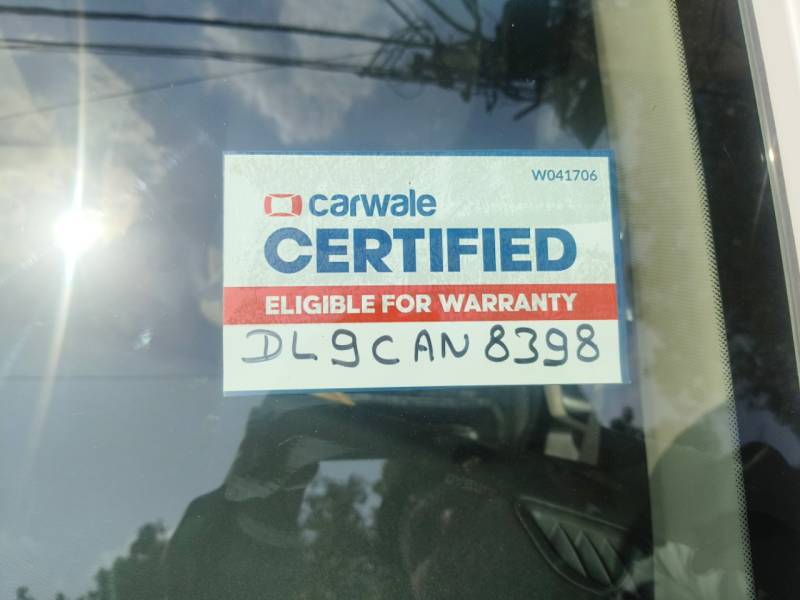 W041706
carwale
CERTIFIED
ELIGIBLE FOR WARRANTY
DL9CAN8398